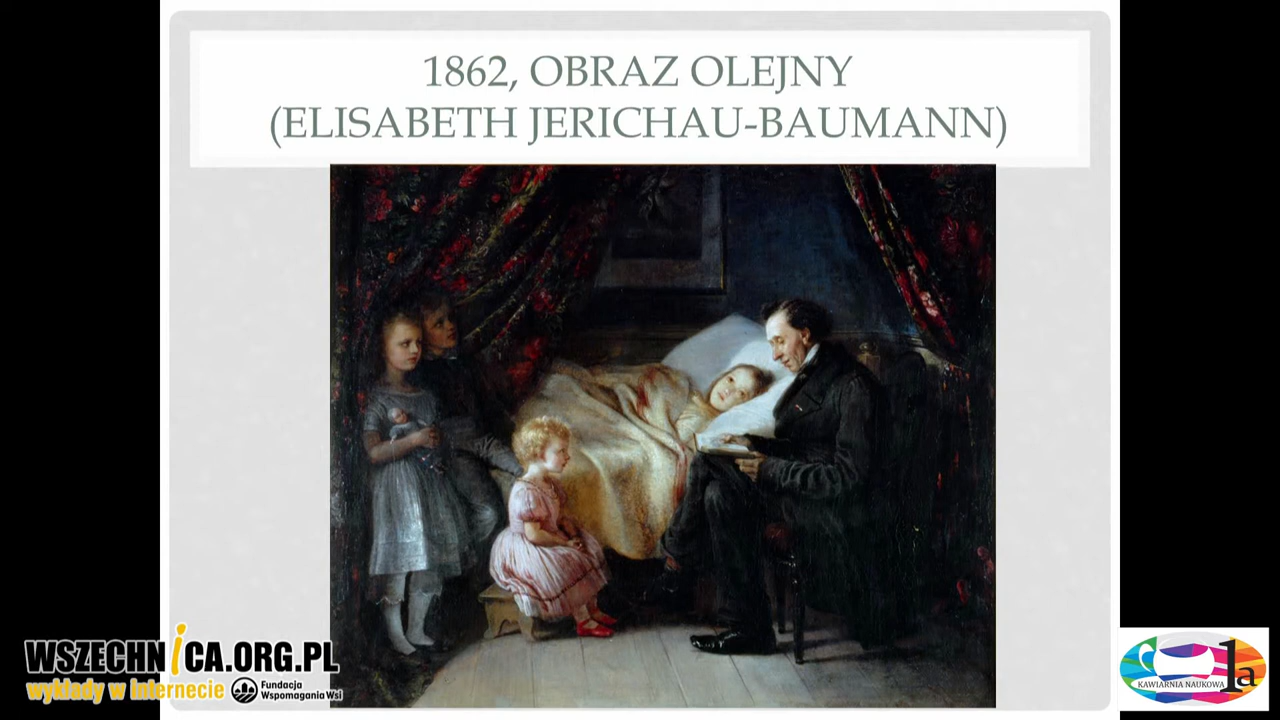 1862, OBRAZ OLEJNY
(ELISABETH JERICHAU-BAUMANN)
WSZECHNiCA.ORG.PL
wykłady w internecie
Fundacja
Wspomagania Wsi
KAWIARNIA NAUKOWA
1a